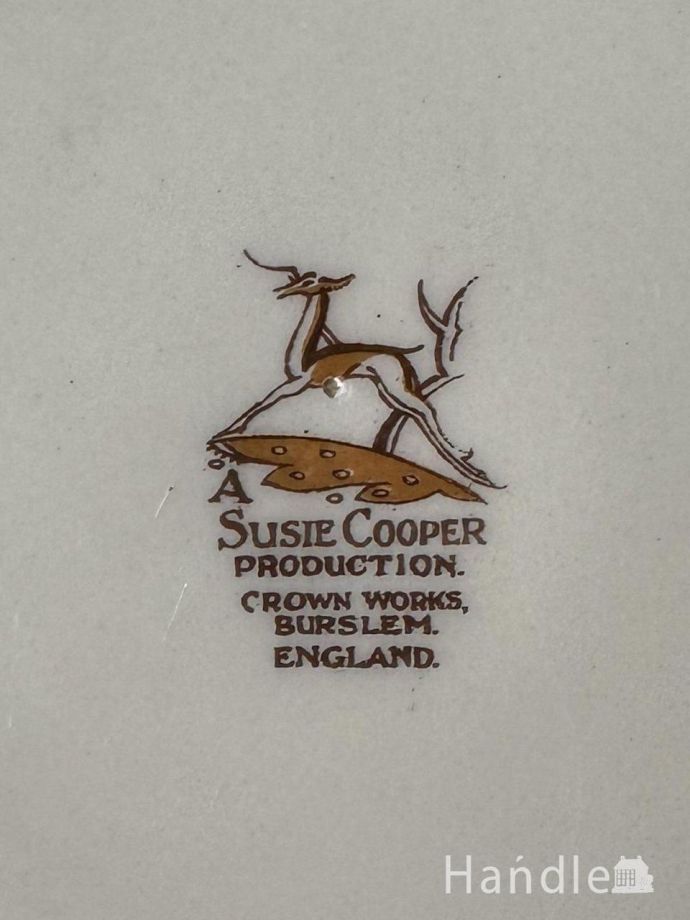 A
SUSIE COOPER
PRODUCTION.
CROWN WORKS,
BURSLEM.
ENGLAND.
Handle